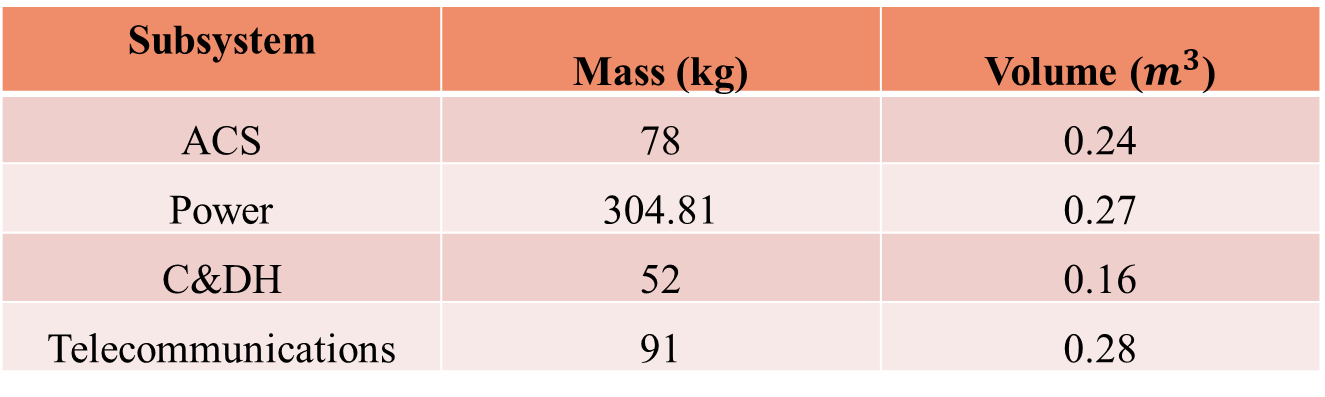 Subsystem Mass (kg) Volume (m³)
ACS 78 0.24
Power 304.81 0.27
C&DH 52 0.16
Telecommunications 91 0.28